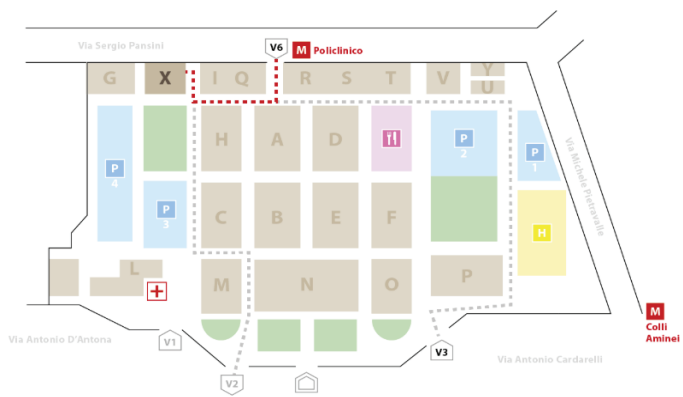 Via Sergio Pansini
V6
M Policlinico
G X I Q R S T V Y
U
H A D P
2
P
1
P
4
Via Michele Pietravalle
P
3
C B E F
H
L
M N O P
M
Colli
Aminei
Via Antonio D'Antona
V1
V3
Via Antonio Cardarelli
V2